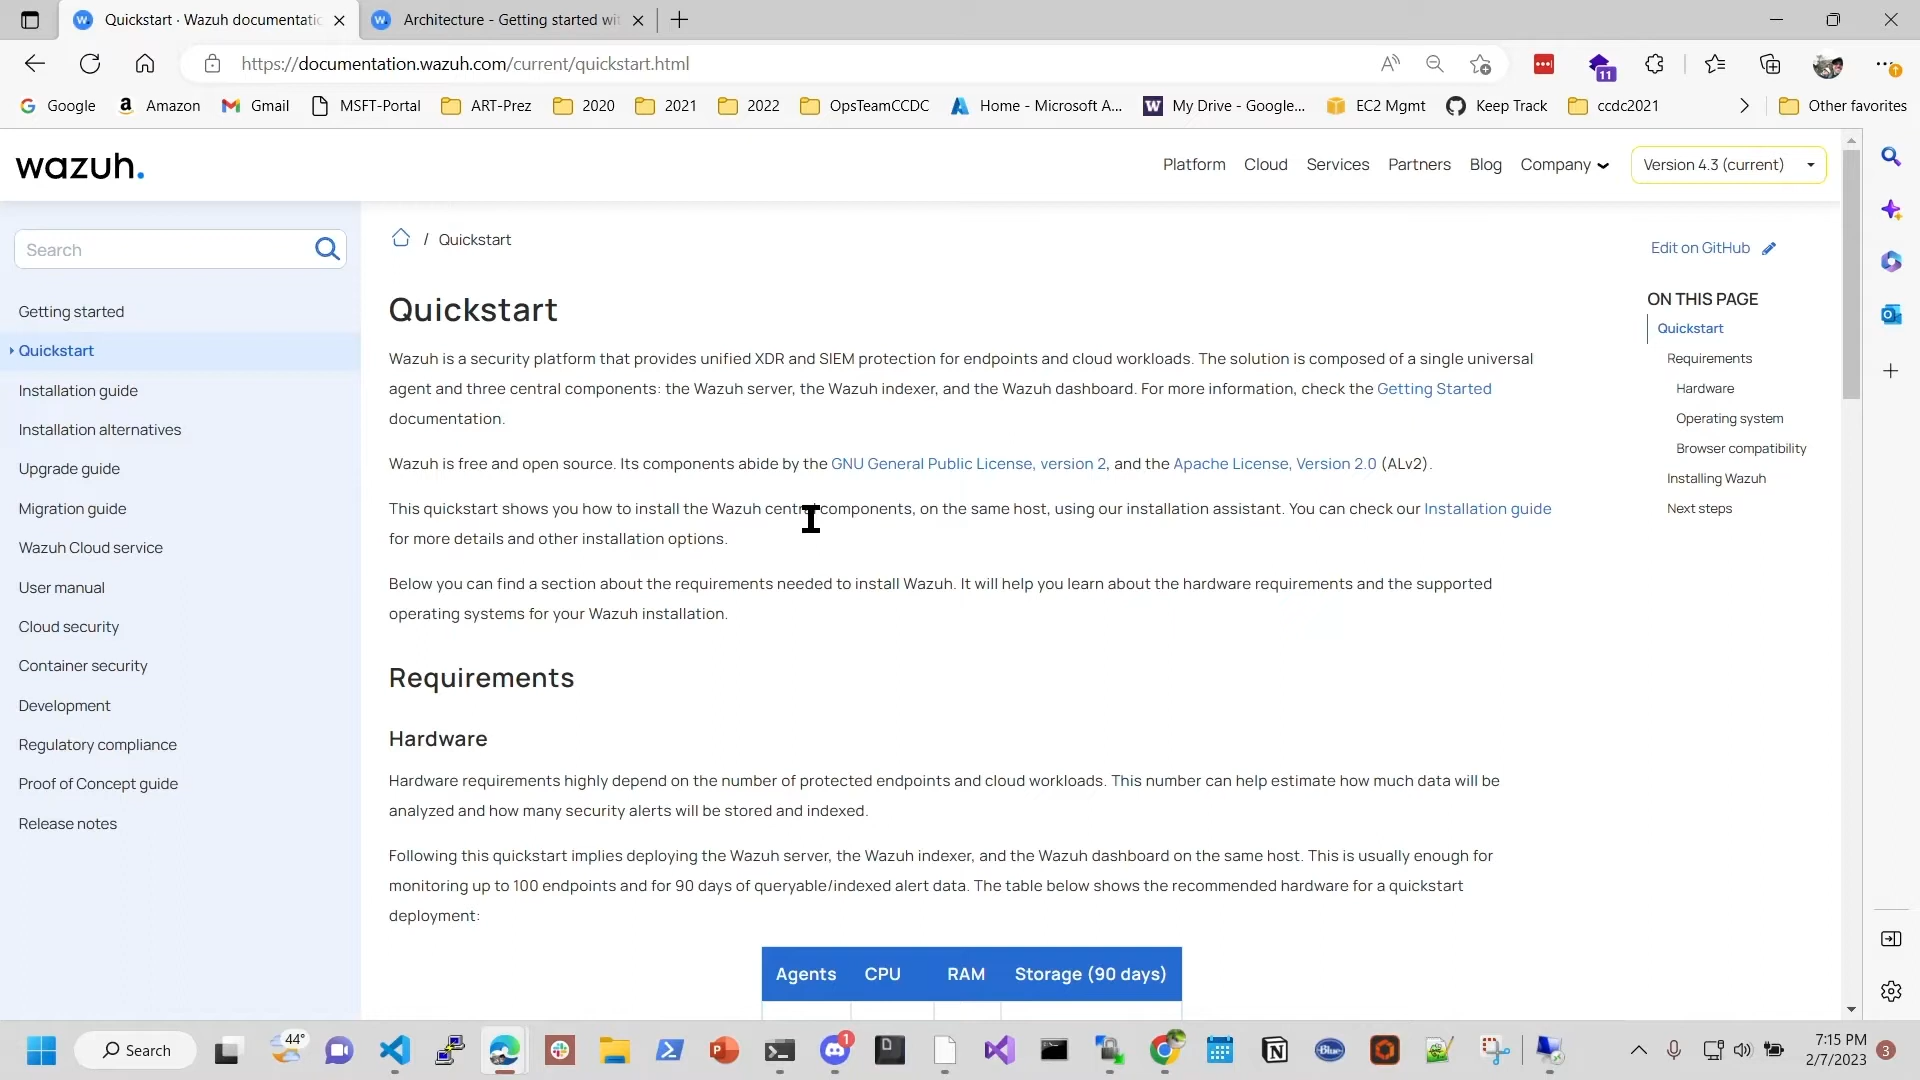 Quickstart · Wazuh documentatic
Architecture - Getting started wit
https://documentation.wazuh.com/current/quickstart.html
11
Google
Amazon
Gmail
MSFT-Portal
ART-Prez
2020
2021
2022
OpsTeamCCDC
Home - Microsoft A...
My Drive - Google...
EC2 Mgmt
Keep Track
ccdc2021
Other favorites
wazuh.
Platform
Cloud
Services
Partners
Blog
Company
Version 4.3 (current)
Search
Getting started
Quickstart
Installation guide
Installation alternatives
Upgrade guide
Migration guide
Wazuh Cloud service
User manual
Cloud security
Container security
Development
Regulatory compliance
Proof of Concept guide
Release notes
/ Quickstart
Quickstart
Wazuh is a security platform that provides unified XDR and SIEM protection for endpoints and cloud workloads. The solution is composed of a single universal
agent and three central components: the Wazuh server, the Wazuh indexer, and the Wazuh dashboard. For more information, check the Getting Started
documentation.
Wazuh is free and open source. Its components abide by the GNU General Public License, version 2, and the Apache License, Version 2.0 (ALv2).
This quickstart shows you how to install the Wazuh central components, on the same host, using our installation assistant. You can check our Installation guide
for more details and other installation options.
Below you can find a section about the requirements needed to install Wazuh. It will help you learn about the hardware requirements and the supported
operating systems for your Wazuh installation.
Requirements
Hardware
Hardware requirements highly depend on the number of protected endpoints and cloud workloads. This number can help estimate how much data will be
analyzed and how many security alerts will be stored and indexed.
Following this quickstart implies deploying the Wazuh server, the Wazuh indexer, and the Wazuh dashboard on the same host. This is usually enough for
monitoring up to 100 endpoints and for 90 days of queryable/indexed alert data. The table below shows the recommended hardware for a quickstart
deployment:
Agents
CPU
RAM
Storage (90 days)
Edit on GitHub
ON THIS PAGE
Quickstart
Requirements
Hardware
Operating system
Browser compatibility
Installing Wazuh
Next steps
Search
44°
1
Blue
7:15 PM
2/7/2023
3